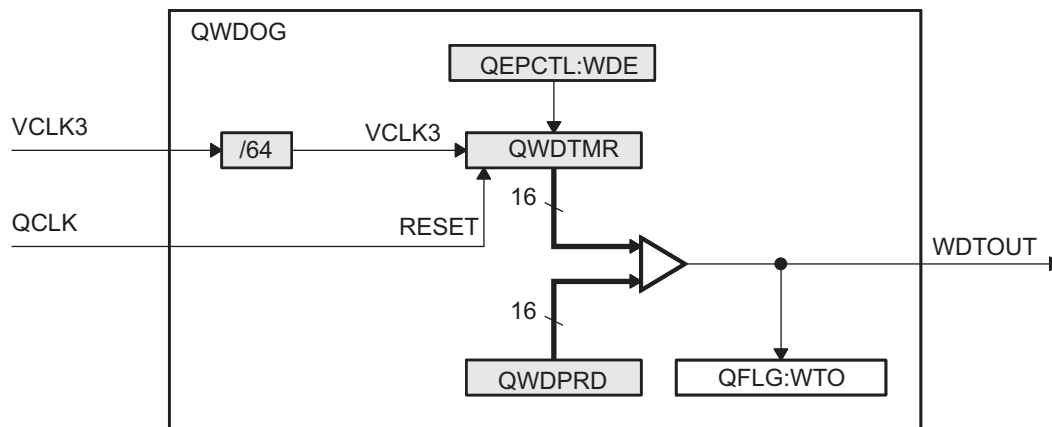 QWDOG
QEPCTL:WDE
VCLK3
/64
VCLK3
QWDTMR
16
QCLK
RESET
WDTOUT
16
QWDPRD
QFLG:WTO